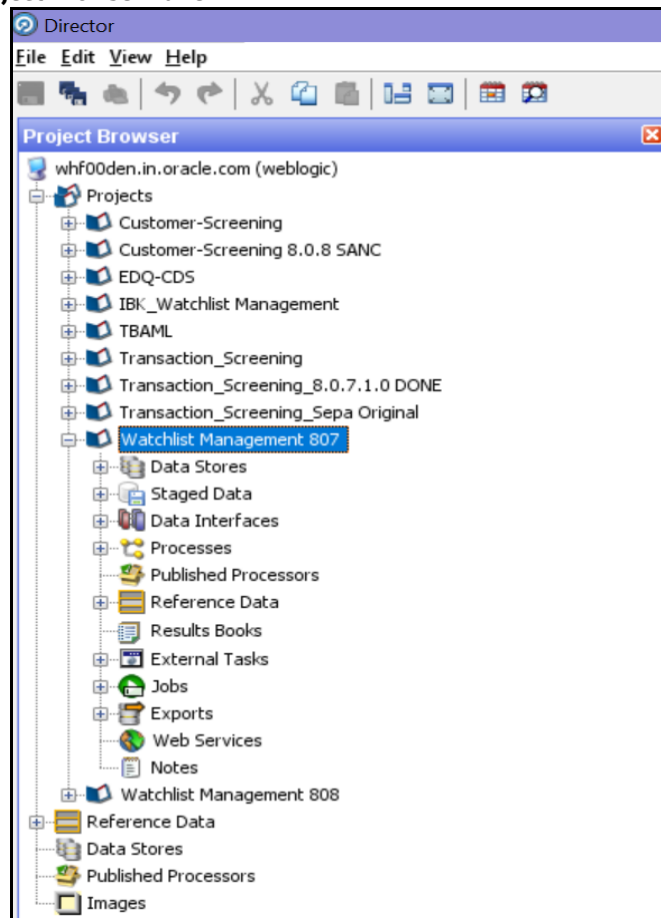 Director
File Edit View Help
Project Browser
whf00den.in.oracle.com (weblogic)
Projects
Customer-Screening
Customer-Screening 8.0.8 SANC
EDQ-CDS
IBK_Watchlist Management
TBAML
Transaction_Screening
Transaction_Screening_8.0.7.1.0 DONE
Transaction_Screening_Sepa Original
Watchlist Management 807
Data Stores
Staged Data
Data Interfaces
Processes
Published Processors
Reference Data
Results Books
External Tasks
Jobs
Exports
Web Services
Notes
Watchlist Management 808
Reference Data
Data Stores
Published Processors
Images